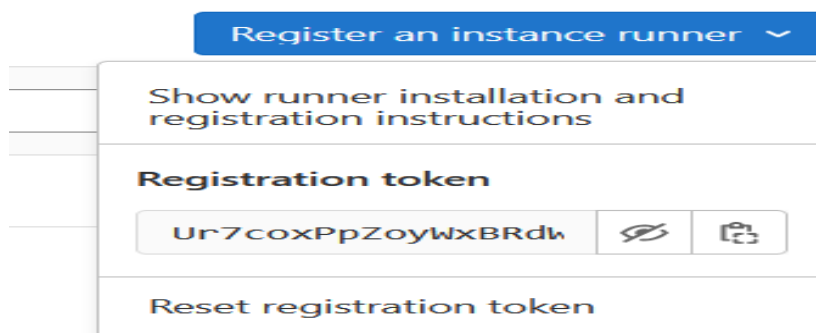 Register an instance runner
Show runner installation and
registration instructions
Registration token
Ur7coxPpZoyWxBRdW
Reset registration token